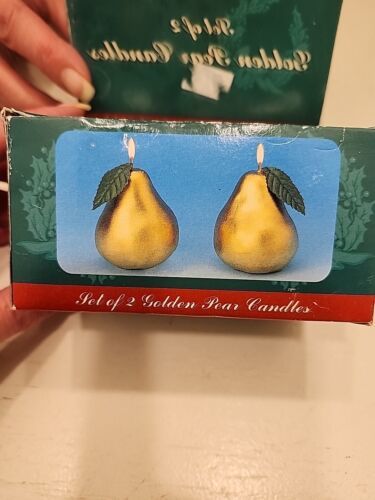 Set of 2
Golden Pear Candles
Set of 2 Golden Pear Candles